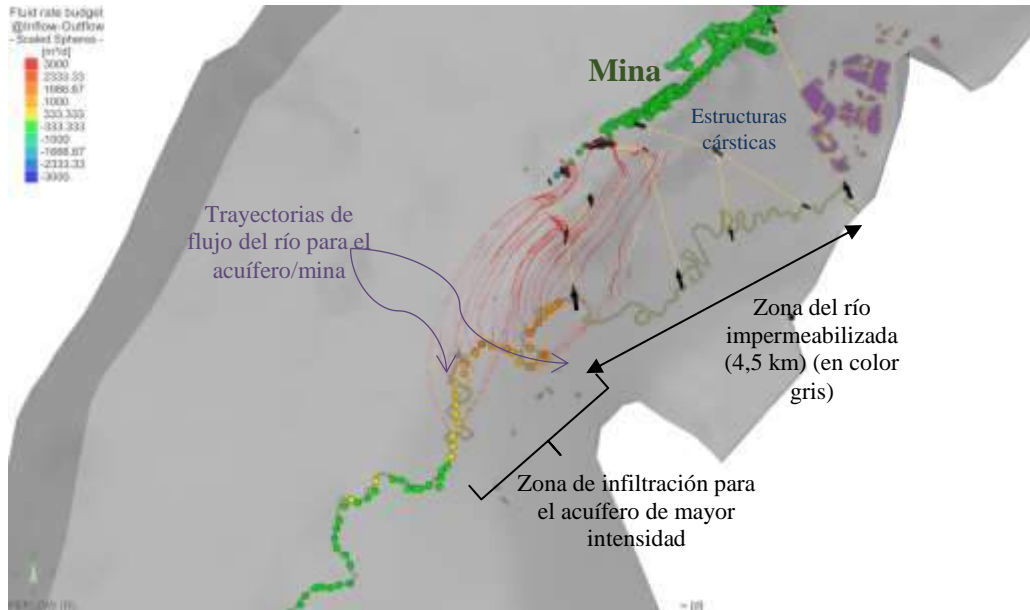 Fluid rate budget
@Inflow-Outflow
- Scaled Spheres -
[m³/d]
3000
2333.33
1666.67
1000
333.333
-333.333
-1000
-1666.67
-2333.33
-3000
Mina
Estructuras
cársticas
Trayectorias de
flujo del río para el
acuífero/mina
Zona del río
impermeabilizada
(4,5 km) (en color
gris)
Zona de infiltración para
el acuífero de mayor
intensidad